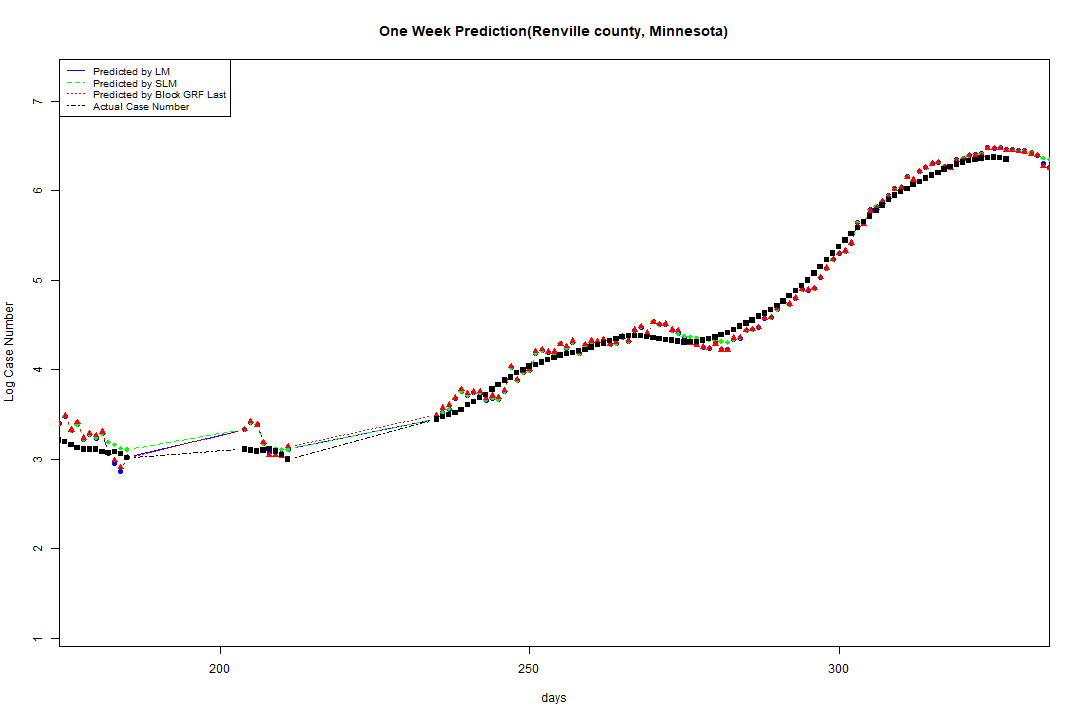 One Week Prediction(Renville county, Minnesota)
Predicted by LM
Predicted by SLM
Predicted by Block GRF Last
Actual Case Number
7
6
5
4
3
2
1
Log Case Number
200 250 300
days